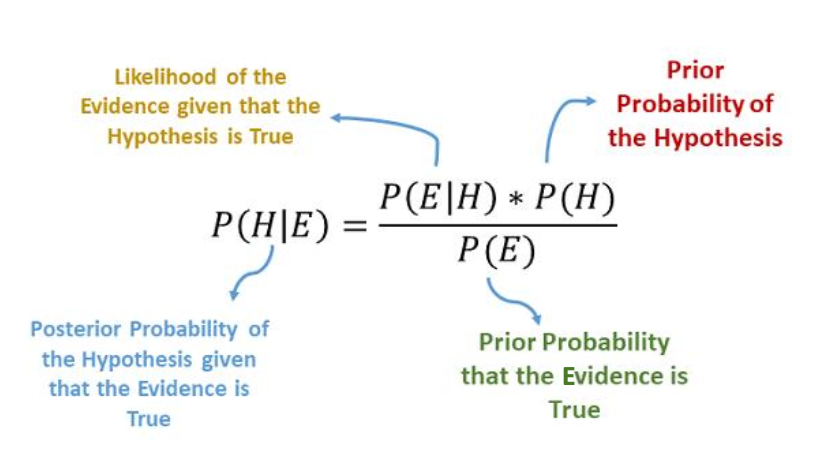 Likelihood of the
Evidence given that the
Hypothesis is True
Prior
Probability of
the Hypothesis
P(H|E) = P(E|H) * P(H)
P(E)
Posterior Probability of
the Hypothesis given
that the Evidence is
True
Prior Probability
that the Evidence is
True